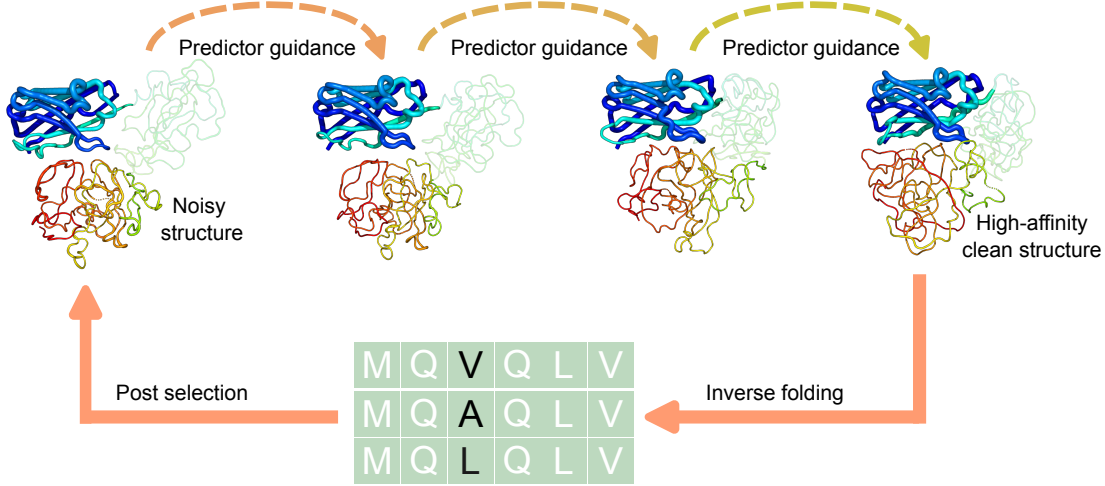 Predictor guidance Predictor guidance Predictor guidance
Noisy
structure
High-affinity
clean structure
M Q V Q L V
Post selection
Inverse folding
M Q A Q L V
M Q L Q L V